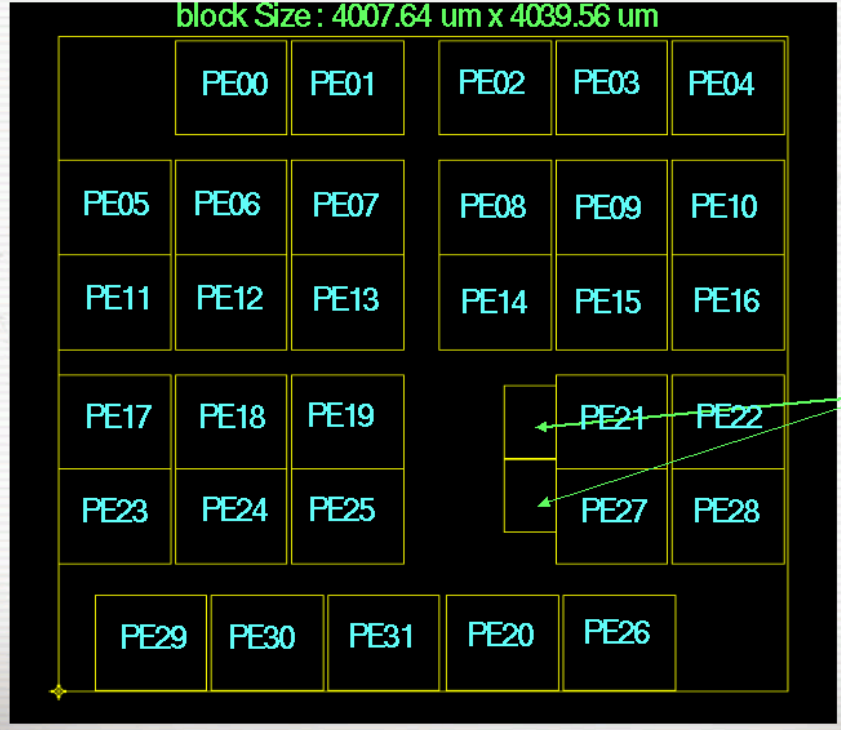 block Size : 4007.64 um x 4039.56 um
PE00 PE01 PE02 PE03 PE04
PE05 PE06 PE07 PE08 PE09 PE10
PE11 PE12 PE13 PE14 PE15 PE16
PE17 PE18 PE19 PE21 PE22
PE23 PE24 PE25 PE27 PE28
PE29 PE30 PE31 PE20 PE26